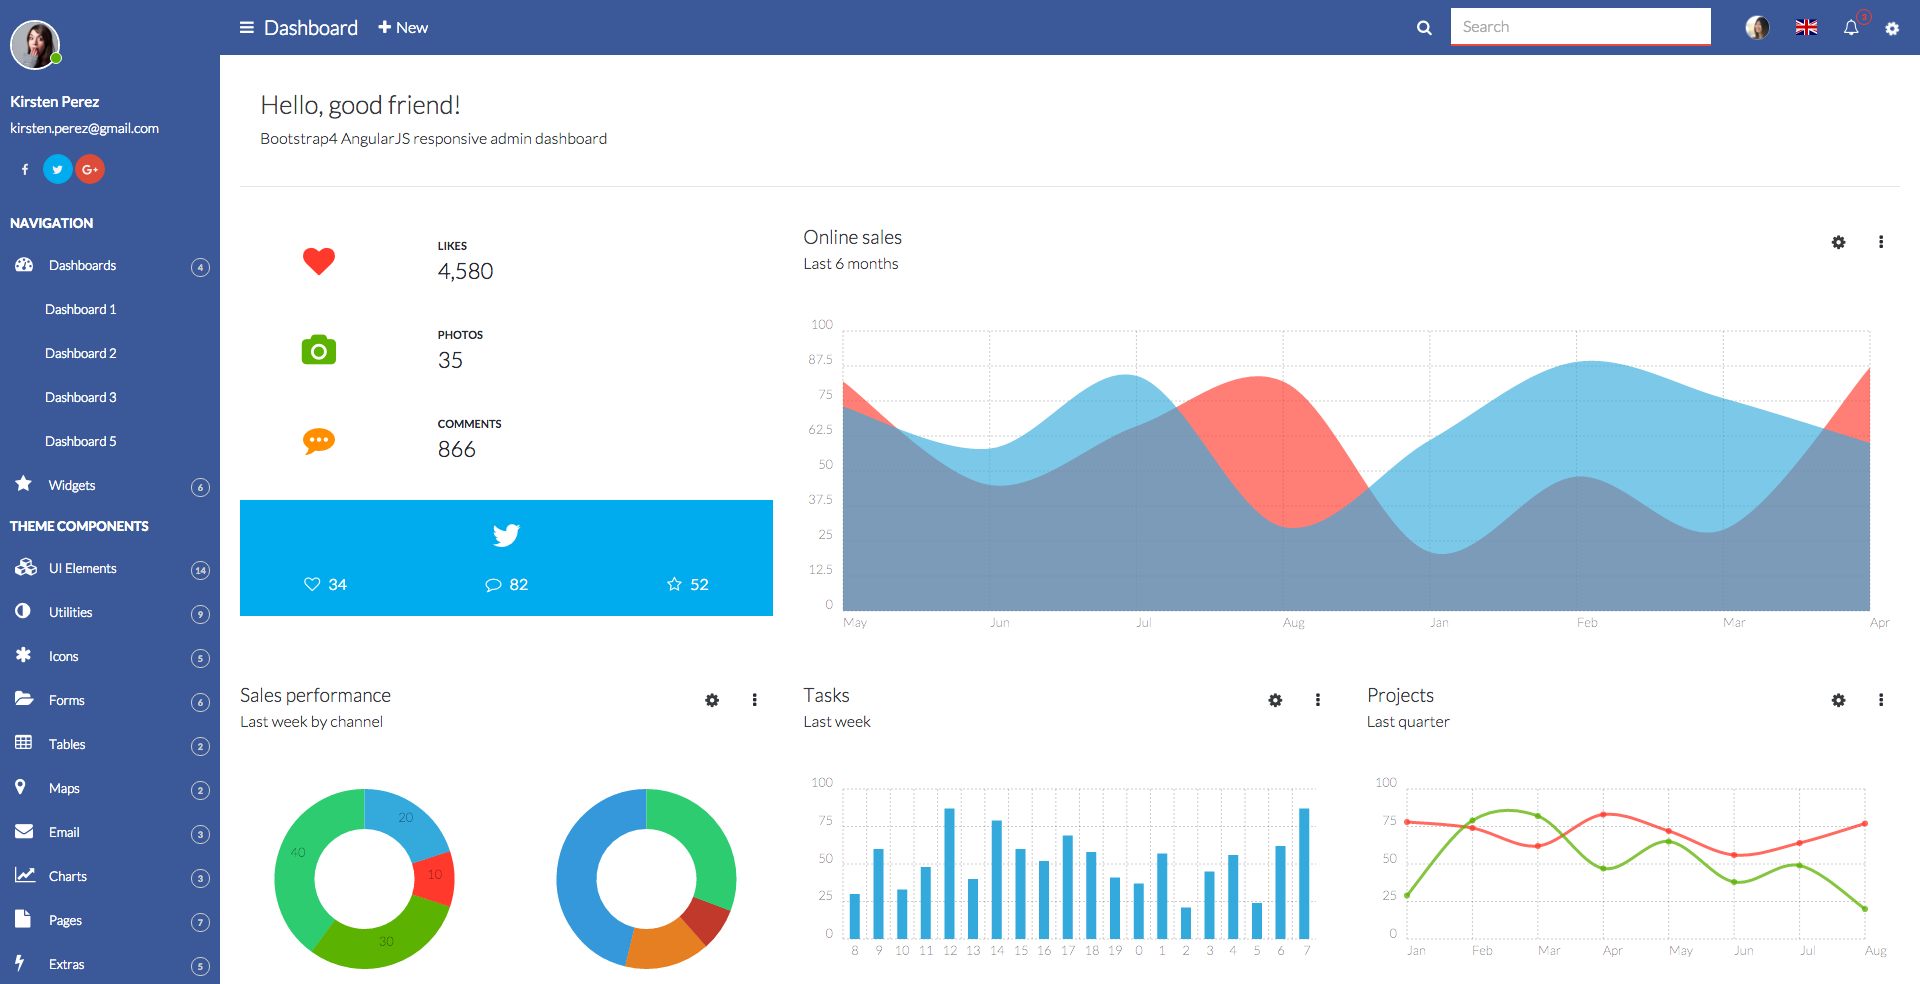 Kirsten Perez
kirsten.perez@gmail.com
f G+
NAVIGATION
Dashboards 4
Dashboard 1
Dashboard 2
Dashboard 3
Dashboard 5
Widgets 6
THEME COMPONENTS
UI Elements 14
Utilities 9
Icons 5
Forms 6
Tables 2
Maps 2
Email 3
Charts 3
Pages 7
Extras 5
Dashboard New
Search
3
Hello, good friend!
Bootstrap4 AngularJS responsive admin dashboard
LIKES
4,580
PHOTOS
35
COMMENTS
866
34 82 52
Online sales
Last 6 months
100
87.5
75
62.5
50
37.5
25
12.5
0
May Jun Jul Aug Jan Feb Mar Apr
Sales performance
Last week by channel
20
40
10
30
Tasks
Last week
100
75
50
25
0
8 9 10 11 12 13 14 15 16 17 18 19 0 1 2 3 4 5 6 7
Projects
Last quarter
100
75
50
25
0
Jan Feb Mar Apr May Jun Jul Aug